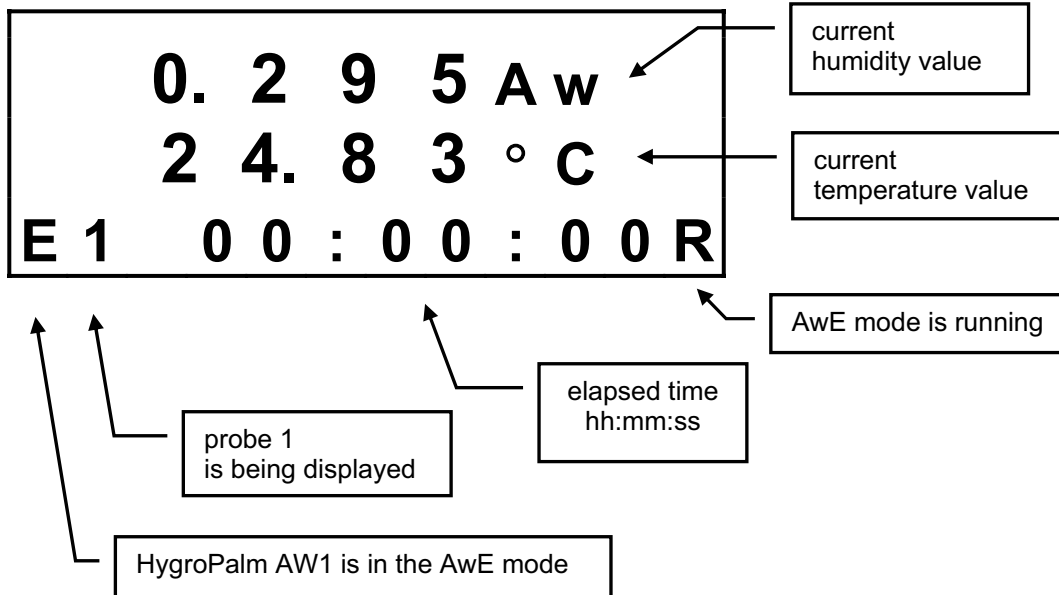 0. 2 9 5 A w
2 4. 8 3 ° C
E 1 0 0 : 0 0 : 0 0 R
current
humidity value
current
temperature value
AwE mode is running
elapsed time
hh:mm:ss
probe 1
is being displayed
HygroPalm AW1 is in the AwE mode